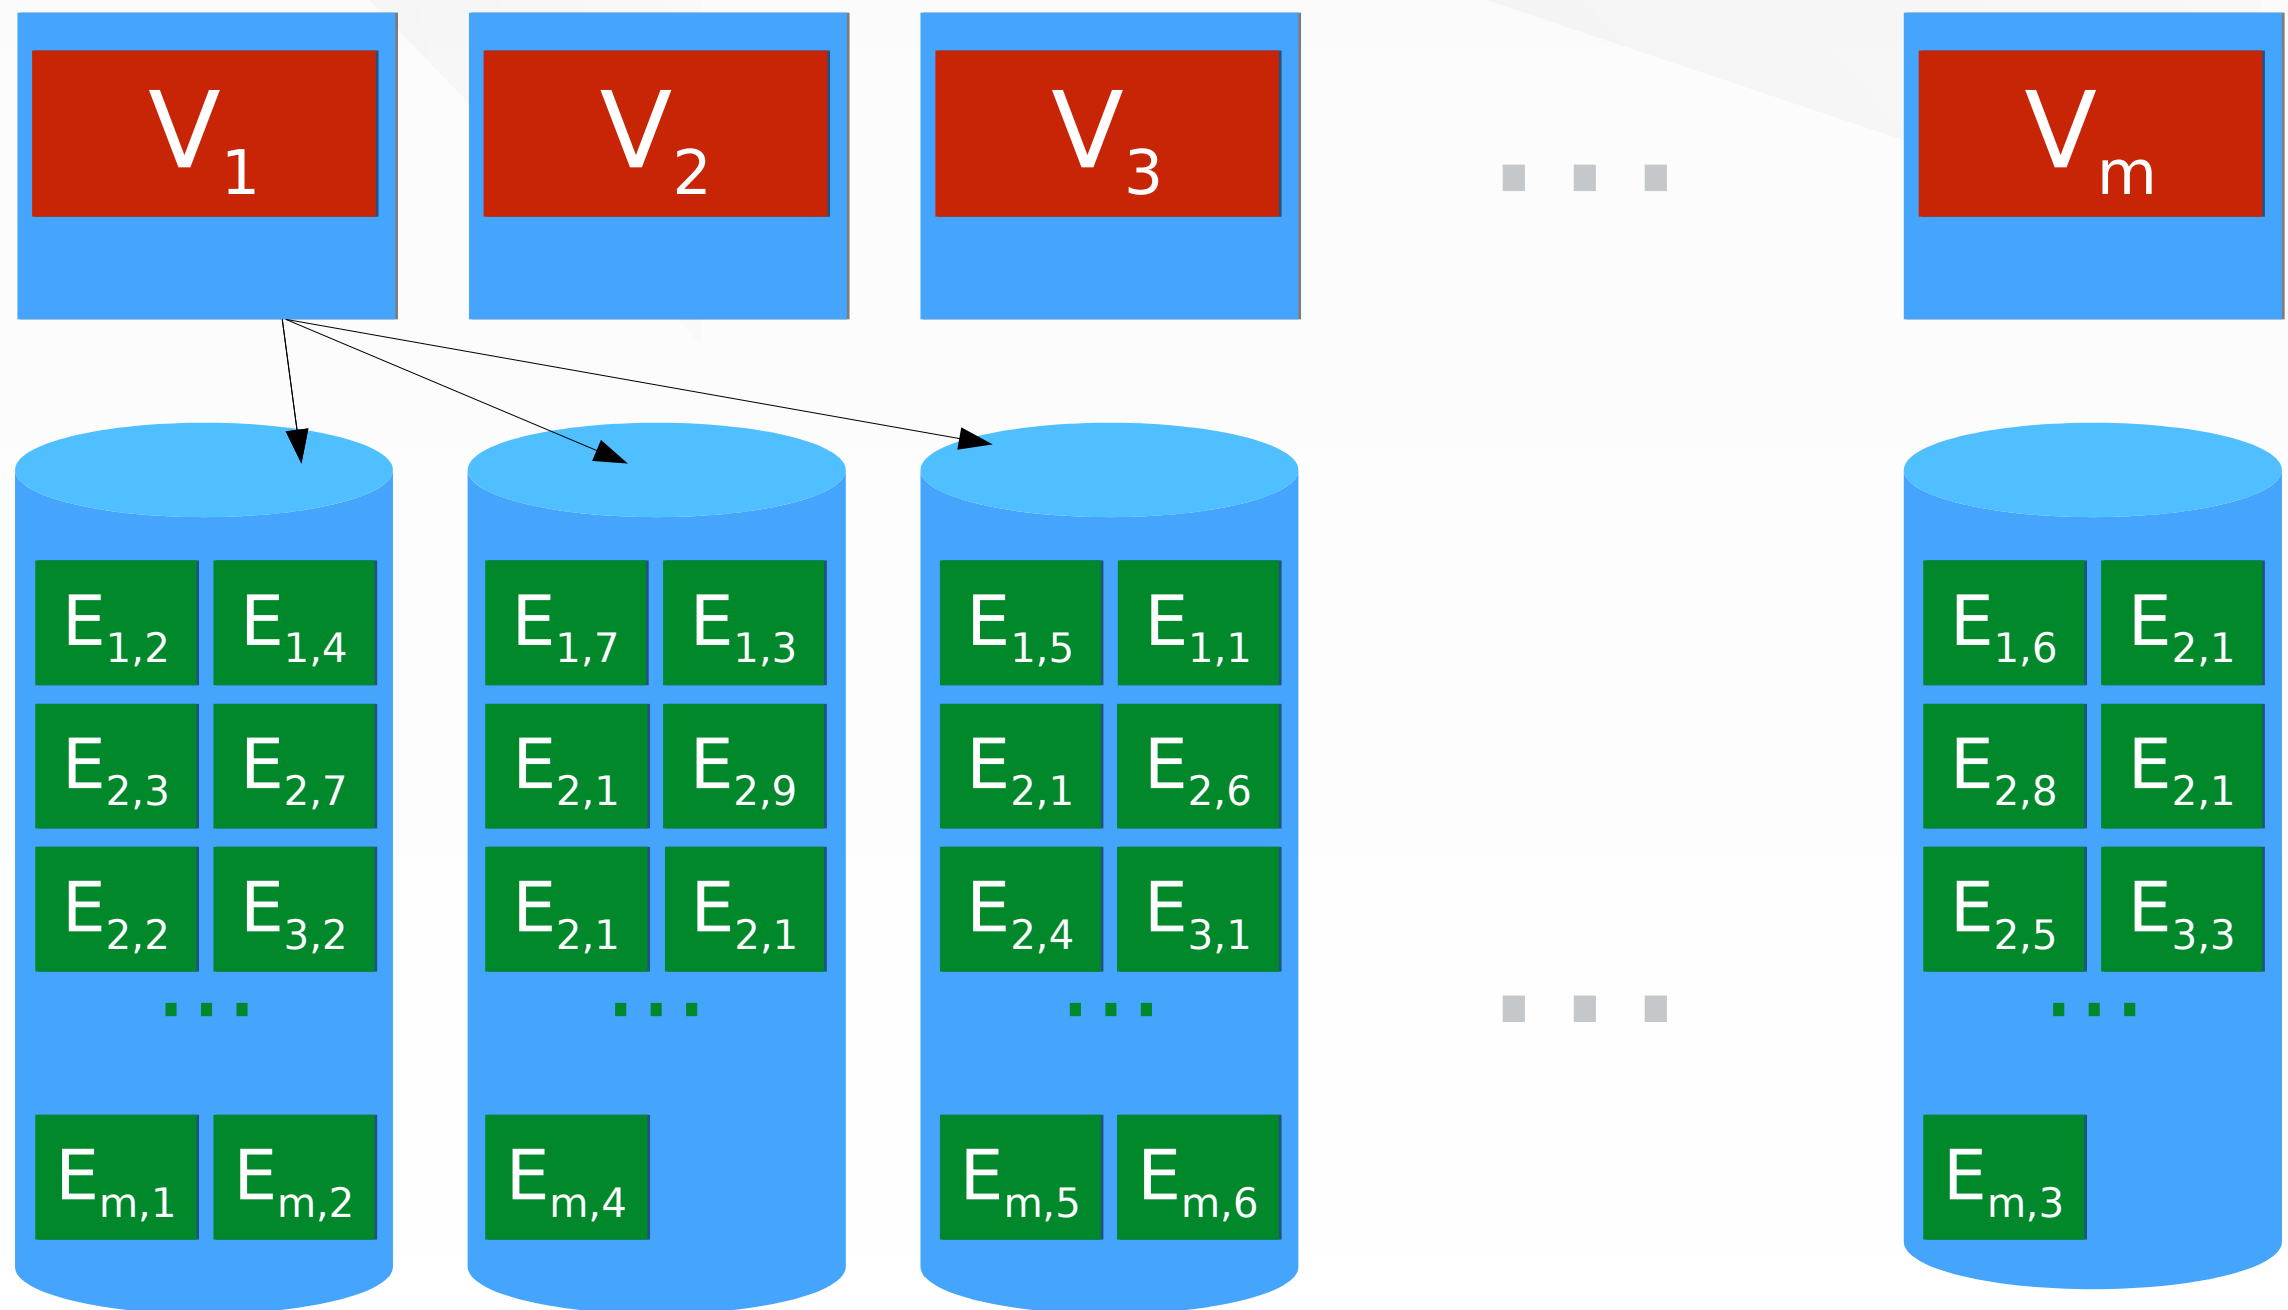 V1 V2 V3 ... Vm
E1,2 E1,4 E1,7 E1,3 E1,5 E1,1 E1,6 E2,1
E2,3 E2,7 E2,1 E2,9 E2,1 E2,6 E2,8 E2,1
E2,2 E3,2 E2,1 E2,1 E2,4 E3,1 E2,5 E3,3
... ... ... ... ...
Em,1 Em,2 Em,4 Em,5 Em,6 Em,3